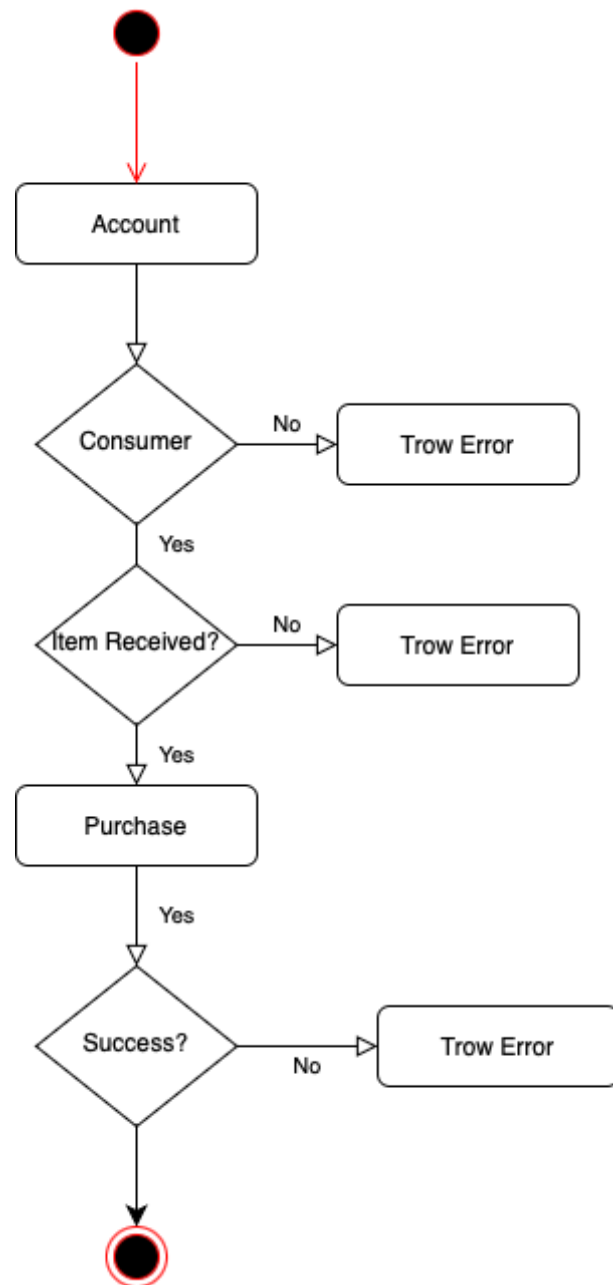 Account
Consumer
No
Trow Error
Yes
Item Received?
No
Trow Error
Yes
Purchase
Yes
Success?
No
Trow Error